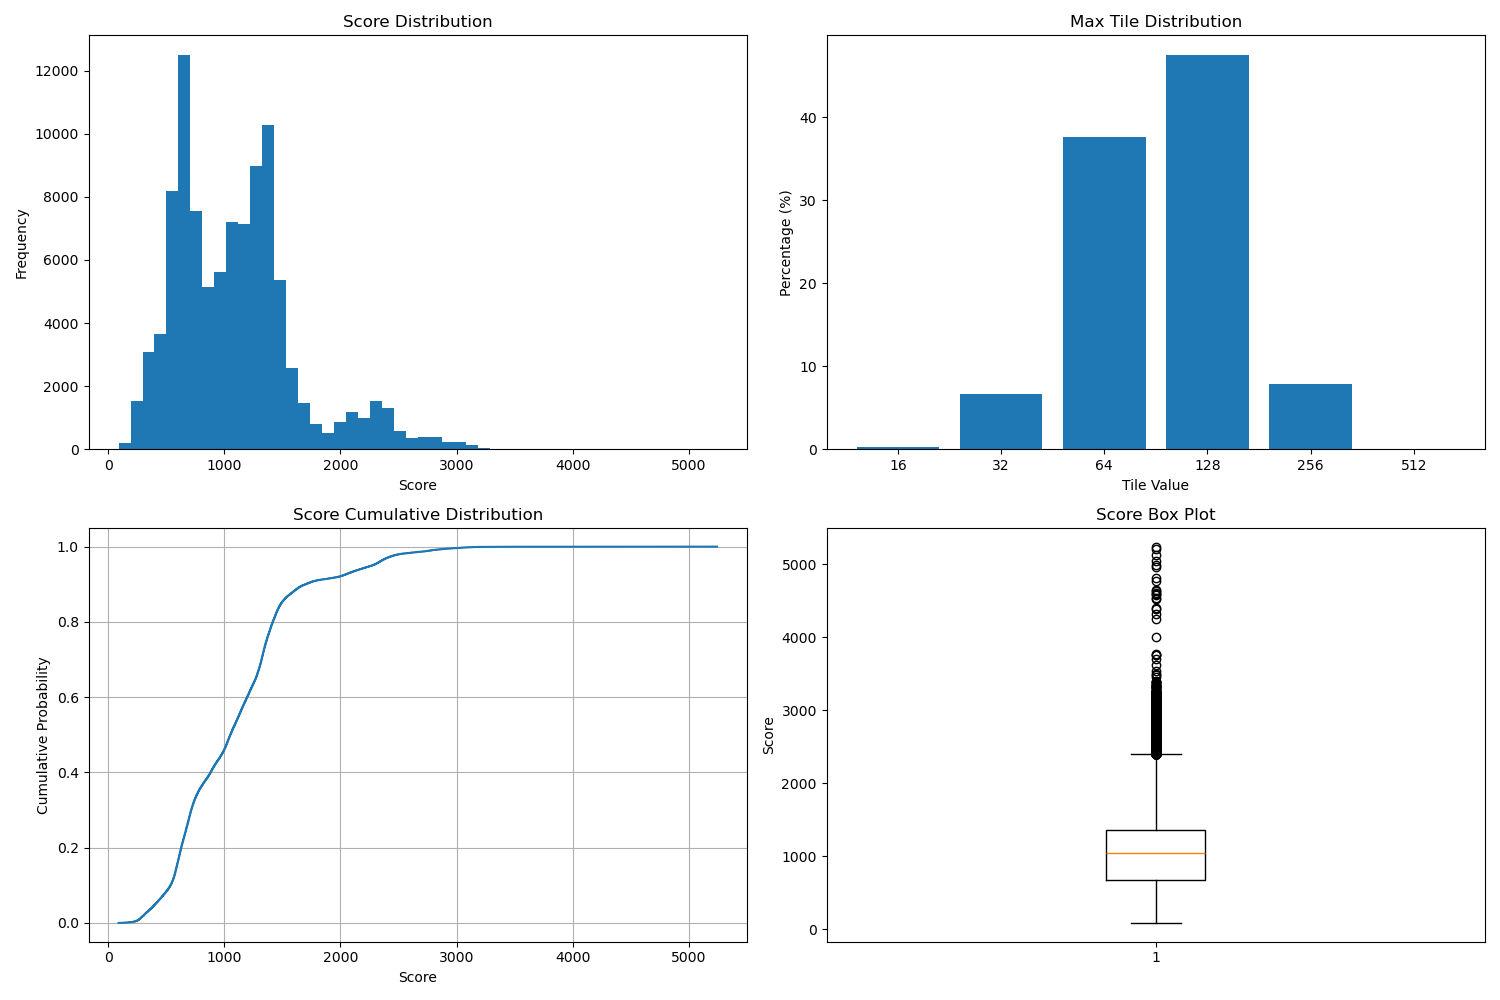 Score Distribution
12000
10000
8000
6000
4000
2000
0
Frequency
0 1000 2000 3000 4000 5000
Score
Max Tile Distribution
40
30
20
10
0
Percentage (%)
16 32 64 128 256 512
Tile Value
Score Cumulative Distribution
1.0
0.8
0.6
0.4
0.2
0.0
Cumulative Probability
0 1000 2000 3000 4000 5000
Score
Score Box Plot
5000
4000
3000
2000
1000
0
Score
1